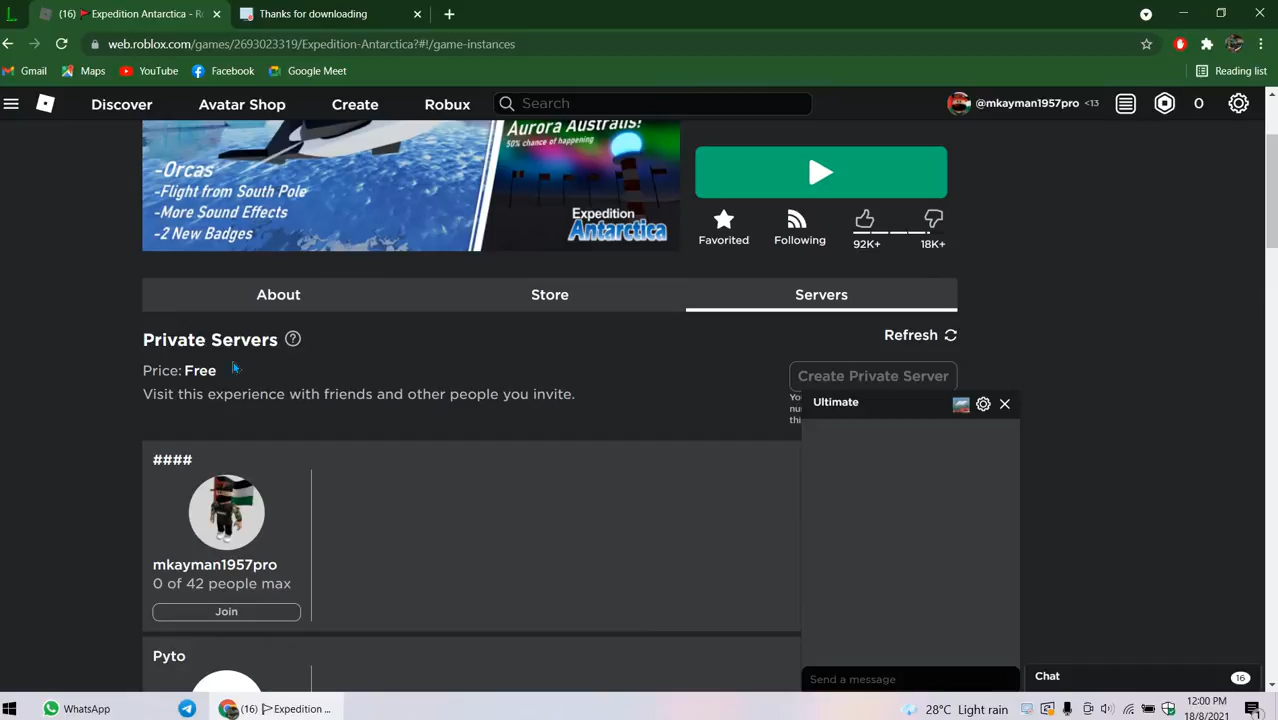 (16) Expedition Antarctica - Ro
Thanks for downloading
web.roblox.com/games/2693023319/Expedition-Antarctica?#!/game-instances
Gmail
Maps
YouTube
Facebook
Google Meet
Reading list
Discover
Avatar Shop
Create
Robux
Search
@mkayman1957pro <13
0
-Orcas
-Flight from South Pole
-More Sound Effects
-2 New Badges
Aurora Australis!
50% chance of happening
Expedition
Antarctica
Favorited
Following
92K+
18K+
About
Store
Servers
Private Servers
Refresh
Price: Free
Create Private Server
Visit this experience with friends and other people you invite.
Ultimate
####
mkayman1957pro
0 of 42 people max
Join
Pyto
Send a message
Chat
16
WhatsApp
(16) Expedition ...
28°C Light rain
12:00 PM
18/8/2021